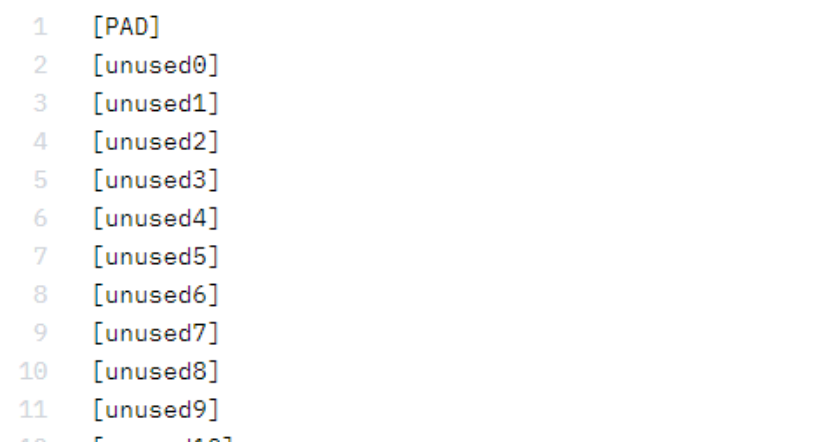 1 [PAD]
2 [unused0]
3 [unused1]
4 [unused2]
5 [unused3]
6 [unused4]
7 [unused5]
8 [unused6]
9 [unused7]
10 [unused8]
11 [unused9]